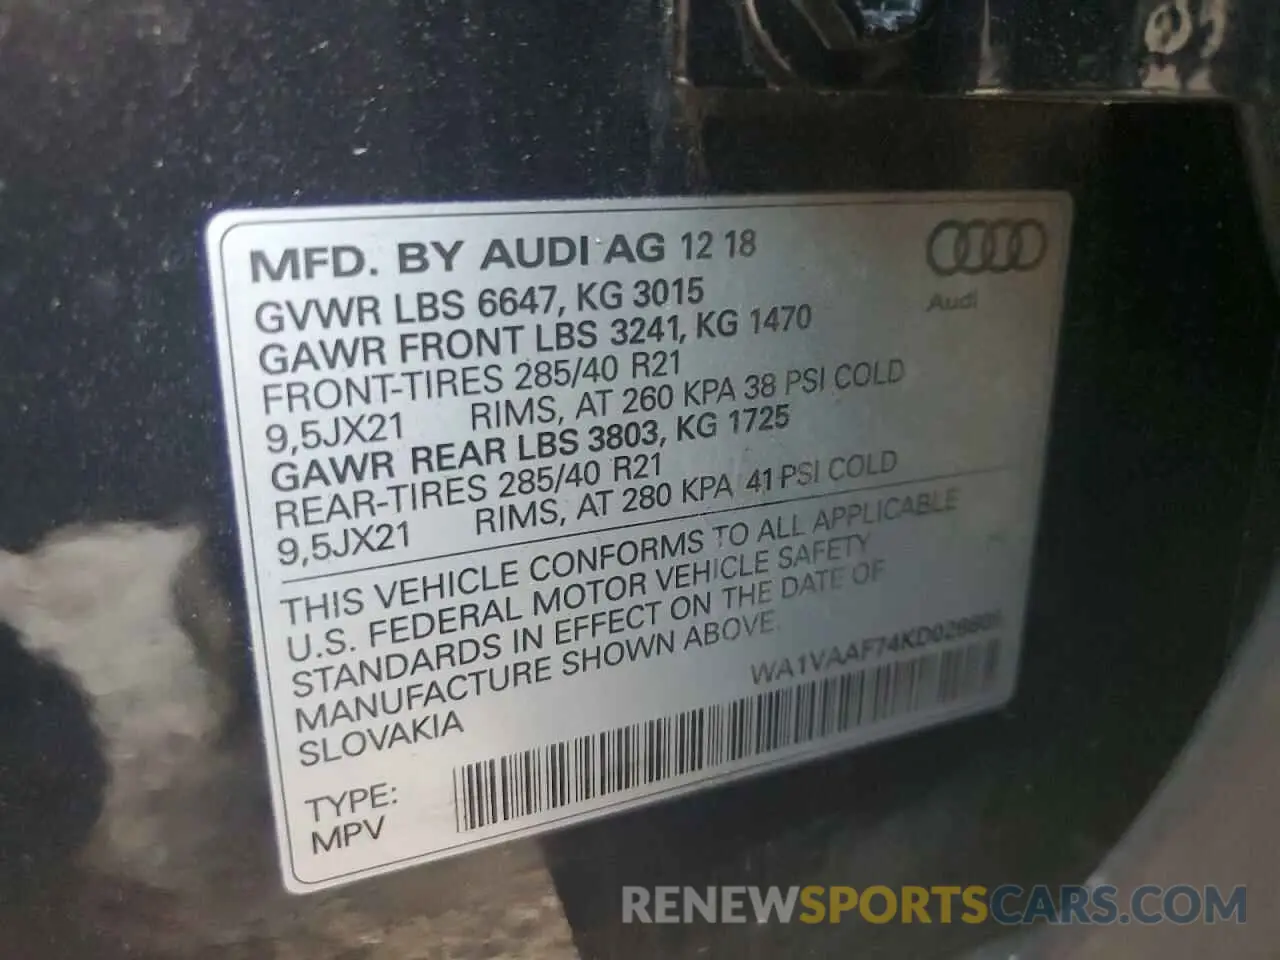 MFD. BY AUDI AG 12 18
Audi
GVWR LBS 6647, KG 3015
GAWR FRONT LBS 3241, KG 1470
FRONT-TIRES 285/40 R21
9,5JX21 RIMS, AT 260 KPA 38 PSI COLD
GAWR REAR LBS 3803, KG 1725
REAR-TIRES 285/40 R21
9,5JX21 RIMS, AT 280 KPA 41 PSI COLD
THIS VEHICLE CONFORMS TO ALL APPLICABLE
U.S. FEDERAL MOTOR VEHICLE SAFETY
STANDARDS IN EFFECT ON THE DATE OF
MANUFACTURE SHOWN ABOVE.
SLOVAKIA
TYPE:
MPV
RENEWSPORTSCARS.COM